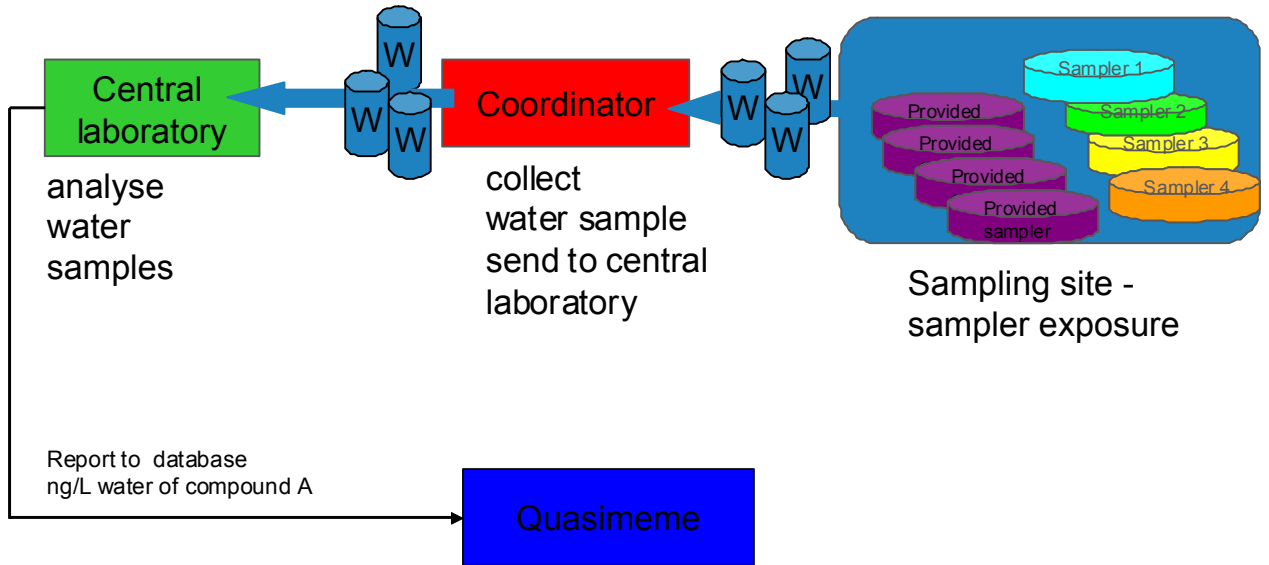 Central
laboratory
analyse
water
samples
W
W
W
Coordinator
collect
water sample
send to central
laboratory
W
W
W
Provided
Provided
Provided
Provided
sampler
Sampler 1
Sampler 2
Sampler 3
Sampler 4
Sampling site -
sampler exposure
Report to database
ng/L water of compound A
Quasimeme